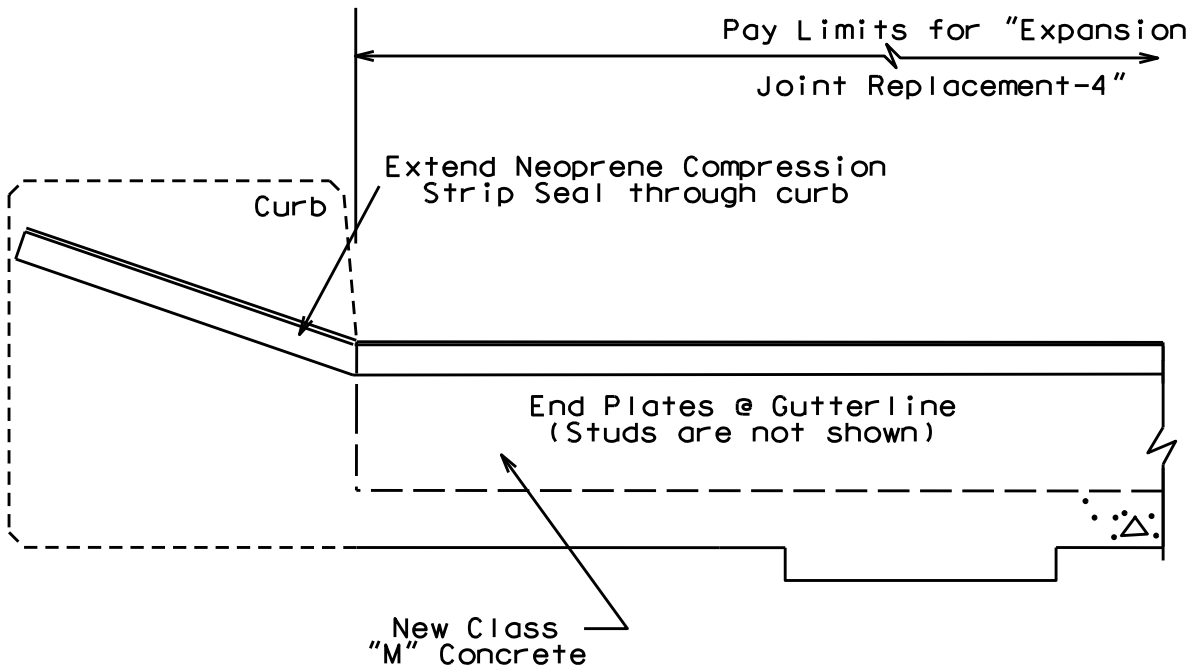 Pay Limits for "Expansion
Joint Replacement-4"
Extend Neoprene Compression
Strip Seal through curb
Curb
End Plates @ Gutterline
(Studs are not shown)
New Class
"M" Concrete